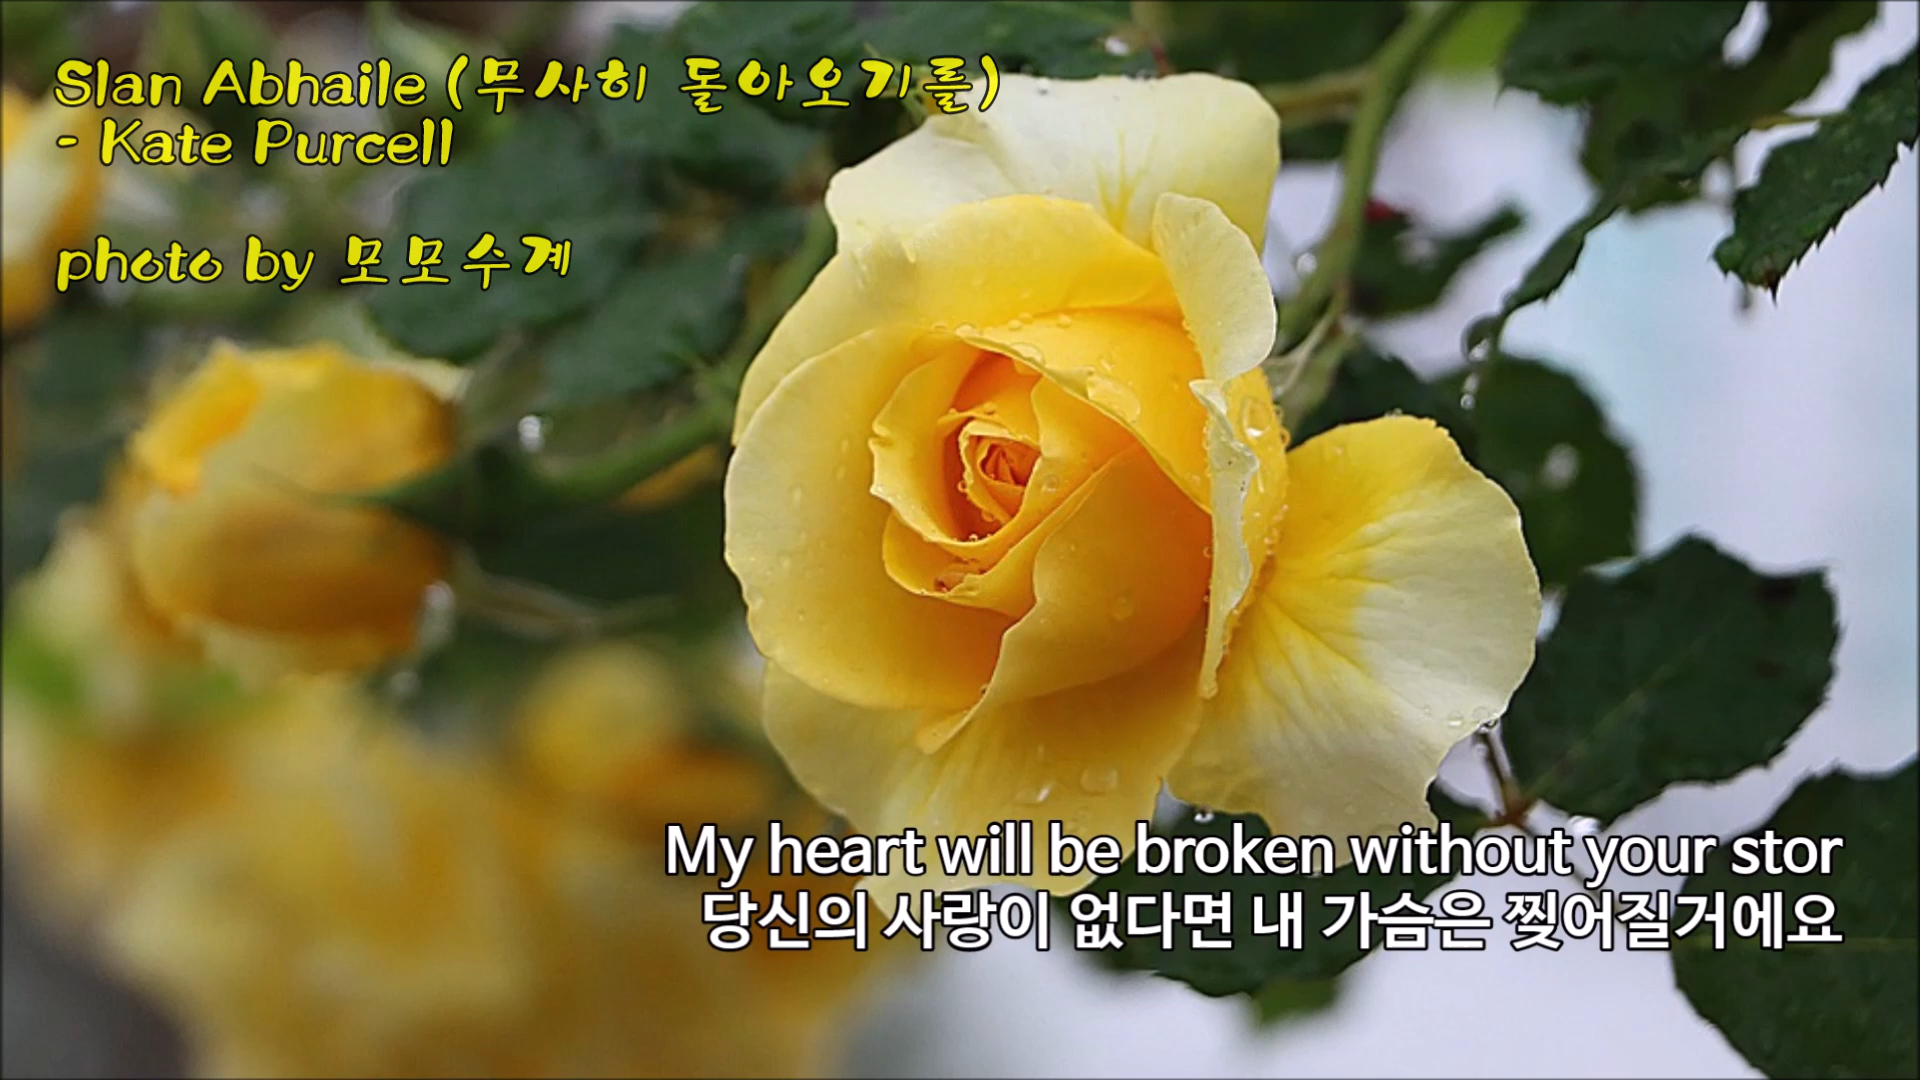 Slan Abhaile (무사히 돌아오기를)
- Kate Purcell
photo by 모모수계
My heart will be broken without your stor
당신의 사랑이 없다면 내 가슴은 찢어질거에요